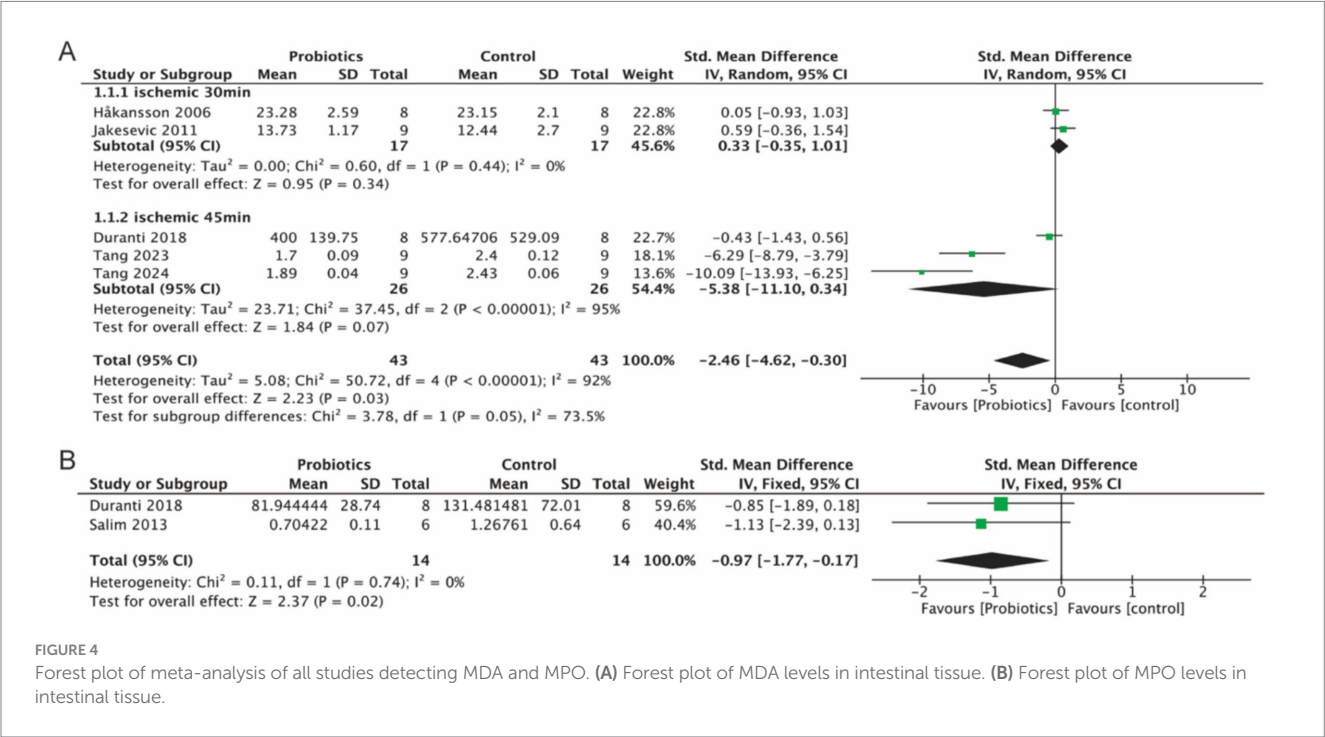 A
Probiotics Control Std. Mean Difference Std. Mean Difference
Study or Subgroup Mean SD Total Mean SD Total Weight IV, Random, 95% CI IV, Random, 95% CI
1.1.1 ischemic 30min
Håkansson 2006 23.28 2.59 8 23.15 2.1 8 22.8% 0.05 [−0.93, 1.03]
Jakesevic 2011 13.73 1.17 9 12.44 2.7 9 22.8% 0.59 [−0.36, 1.54]
Subtotal (95% CI) 17 17 45.6% 0.33 [−0.35, 1.01]
Heterogeneity: Tau² = 0.00; Chi² = 0.60, df = 1 (P = 0.44); I² = 0%
Test for overall effect: Z = 0.95 (P = 0.34)
1.1.2 ischemic 45min
Duranti 2018 400 139.75 8 577.64706 529.09 8 22.7% −0.43 [−1.43, 0.56]
Tang 2023 1.7 0.09 9 2.4 0.12 9 18.1% −6.29 [−8.79, −3.79]
Tang 2024 1.89 0.04 9 2.43 0.06 9 13.6% −10.09 [−13.93, −6.25]
Subtotal (95% CI) 26 26 54.4% −5.38 [−11.10, 0.34]
Heterogeneity: Tau² = 23.71; Chi² = 37.45, df = 2 (P < 0.00001); I² = 95%
Test for overall effect: Z = 1.84 (P = 0.07)
Total (95% CI) 43 43 100.0% −2.46 [−4.62, −0.30]
Heterogeneity: Tau² = 5.08; Chi² = 50.72, df = 4 (P < 0.00001); I² = 92%
Test for overall effect: Z = 2.23 (P = 0.03)
Test for subgroup differences: Chi² = 3.78, df = 1 (P = 0.05), I² = 73.5%
−10 −5 0 5 10
Favours [Probiotics] Favours [control]
B
Probiotics Control Std. Mean Difference Std. Mean Difference
Study or Subgroup Mean SD Total Mean SD Total Weight IV, Fixed, 95% CI IV, Fixed, 95% CI
Duranti 2018 81.944444 28.74 8 131.481481 72.01 8 59.6% −0.85 [−1.89, 0.18]
Salim 2013 0.70422 0.11 6 1.26761 0.64 6 40.4% −1.13 [−2.39, 0.13]
Total (95% CI) 14 14 100.0% −0.97 [−1.77, −0.17]
Heterogeneity: Chi² = 0.11, df = 1 (P = 0.74); I² = 0%
Test for overall effect: Z = 2.37 (P = 0.02)
−2 −1 0 1 2
Favours [Probiotics] Favours [control]
FIGURE 4
Forest plot of meta-analysis of all studies detecting MDA and MPO. (A) Forest plot of MDA levels in intestinal tissue. (B) Forest plot of MPO levels in
intestinal tissue.